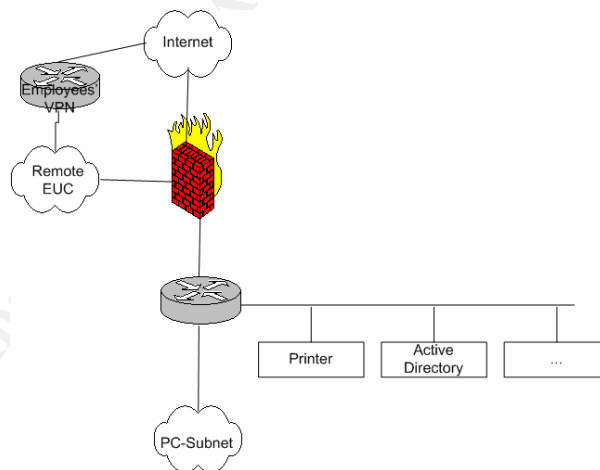 Internet
Employees'
VPN
Remote
EUC
Printer
Active
Directory
...
PC-Subnet